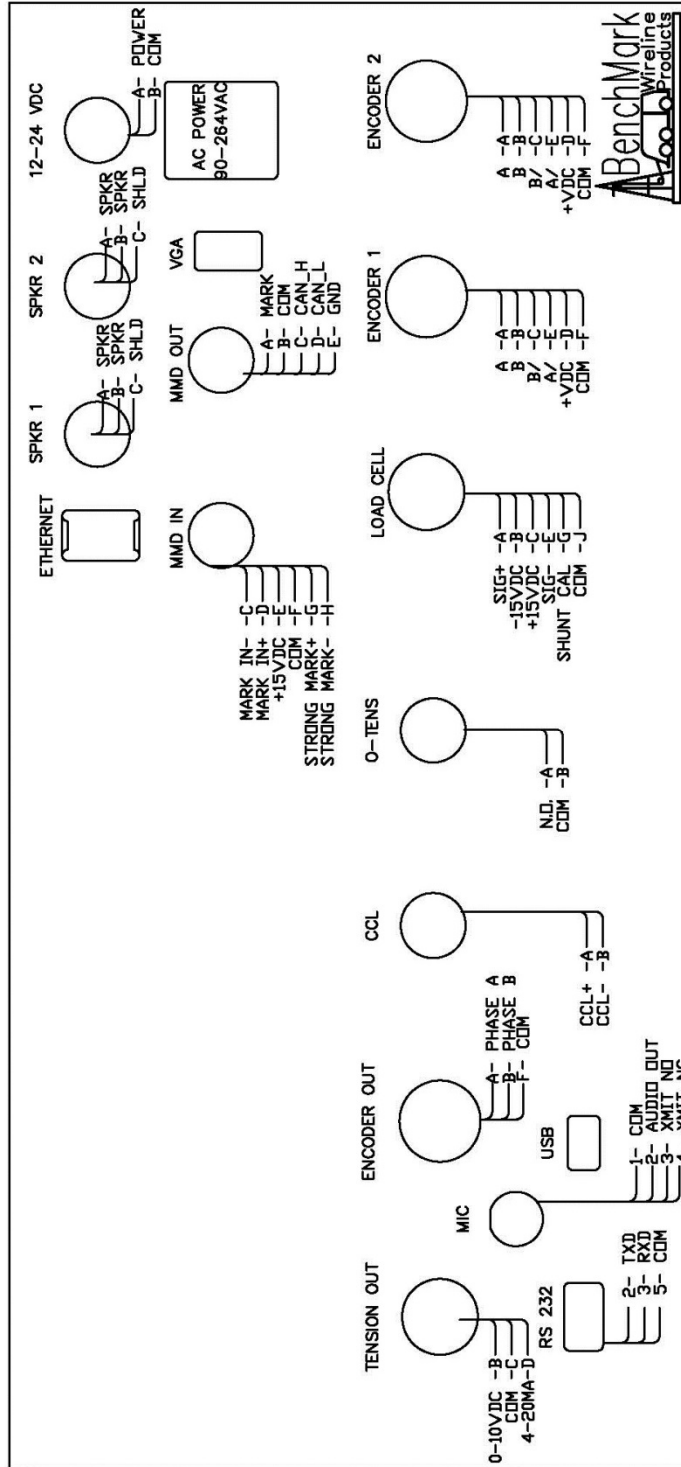 ETHERNET
SPKR 1
A- SPKR
B- SPKR
C- SHLD
SPKR 2
A- SPKR
B- SPKR
C- SHLD
12-24 VDC
A- POWER
B- COM
MMD IN
MARK IN- -C
MARK IN+ -D
+15VDC -E
COM -F
STRONG MARK+ -G
STRONG MARK- -H
MMD OUT
A- MARK
B- COM
C- CAN_H
D- CAN_L
E- GND
VGA
AC POWER
90-264VAC
TENSION OUT
0-10VDC -B
COM -C
4-20MA-D
ENCODER OUT
A- PHASE A
B- PHASE B
F- COM
CCL
CCL+ -A
CCL- -B
O-TENS
N.O. -A
COM -B
LOAD CELL
SIG+ -A
-15VDC -B
+15VDC -C
SIG- -E
SHUNT CAL -G
COM -J
ENCODER 1
A -A
B -B
B/ -C
A/ -E
+VDC -D
COM -F
ENCODER 2
A -A
B -B
B/ -C
A/ -E
+VDC -D
COM -F
RS 232
2- TXD
3- RXD
5- COM
MIC
1- COM
2- AUDIO OUT
3- XMIT NO
4- XMIT NC
USB
BenchMark
Wireline
Products